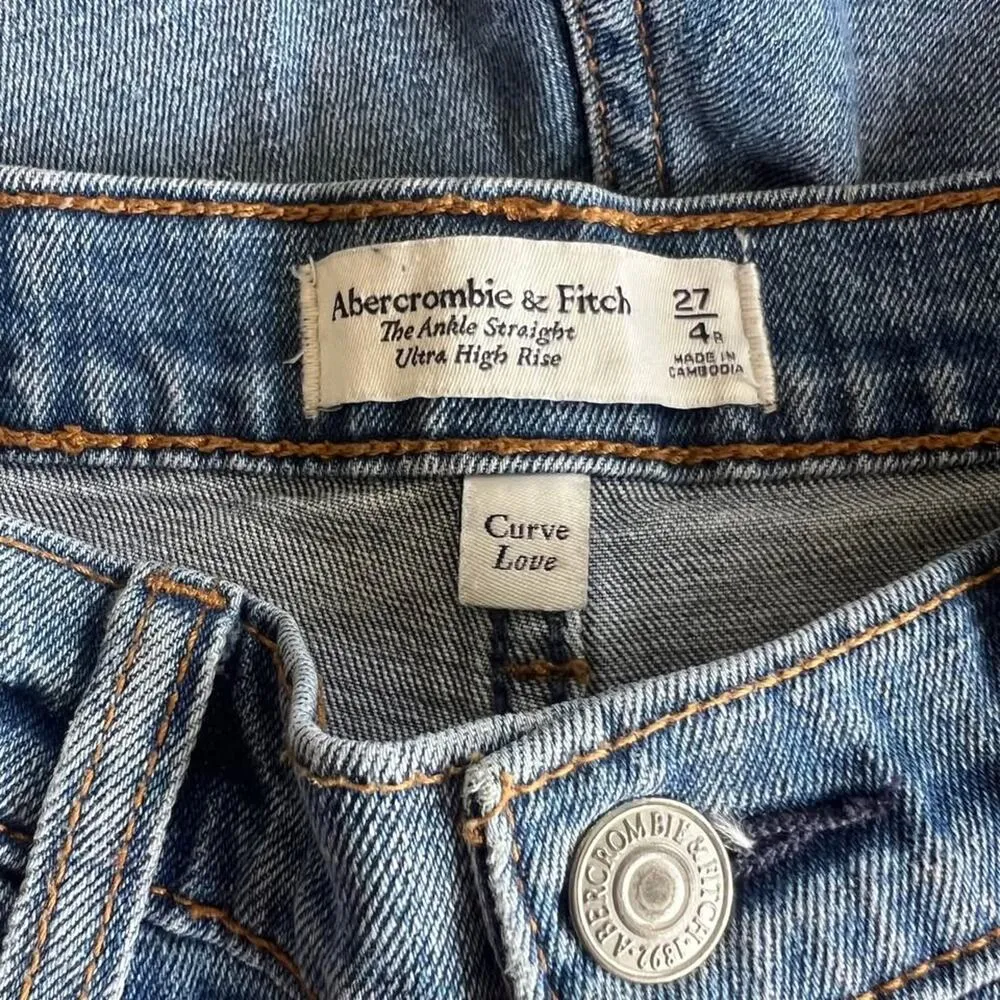 Abercrombie & Fitch
The Ankle Straight
Ultra High Rise
27
4R
MADE IN
CAMBODIA
Curve
Love
ABERCROMBIE & FITCH · 1892 ·